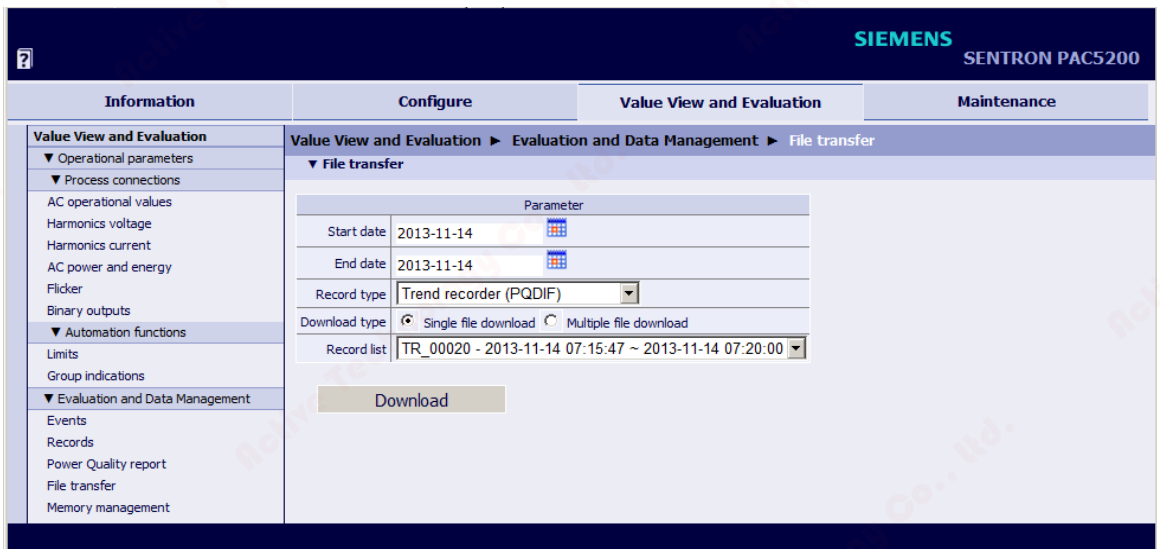 SIEMENS
SENTRON PAC5200
?
Information Configure Value View and Evaluation Maintenance
Value View and Evaluation
▼ Operational parameters
▼ Process connections
AC operational values
Harmonics voltage
Harmonics current
AC power and energy
Flicker
Binary outputs
▼ Automation functions
Limits
Group indications
▼ Evaluation and Data Management
Events
Records
Power Quality report
File transfer
Memory management
Value View and Evaluation ► Evaluation and Data Management ► File transfer
▼ File transfer
Parameter
Start date 2013-11-14
End date 2013-11-14
Record type Trend recorder (PQDIF)
Download type Single file download Multiple file download
Record list TR_00020 - 2013-11-14 07:15:47 ~ 2013-11-14 07:20:00
Download